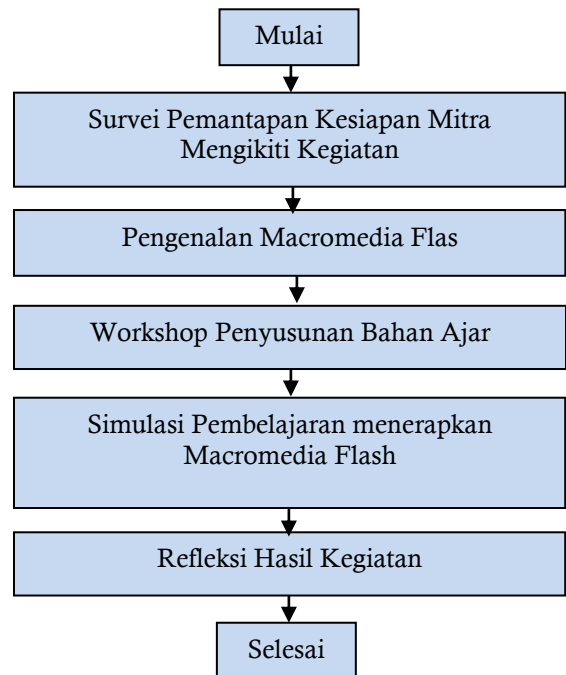 Mulai
Survei Pemantapan Kesiapan Mitra
Mengikiti Kegiatan
Pengenalan Macromedia Flas
Workshop Penyusunan Bahan Ajar
Simulasi Pembelajaran menerapkan
Macromedia Flash
Refleksi Hasil Kegiatan
Selesai